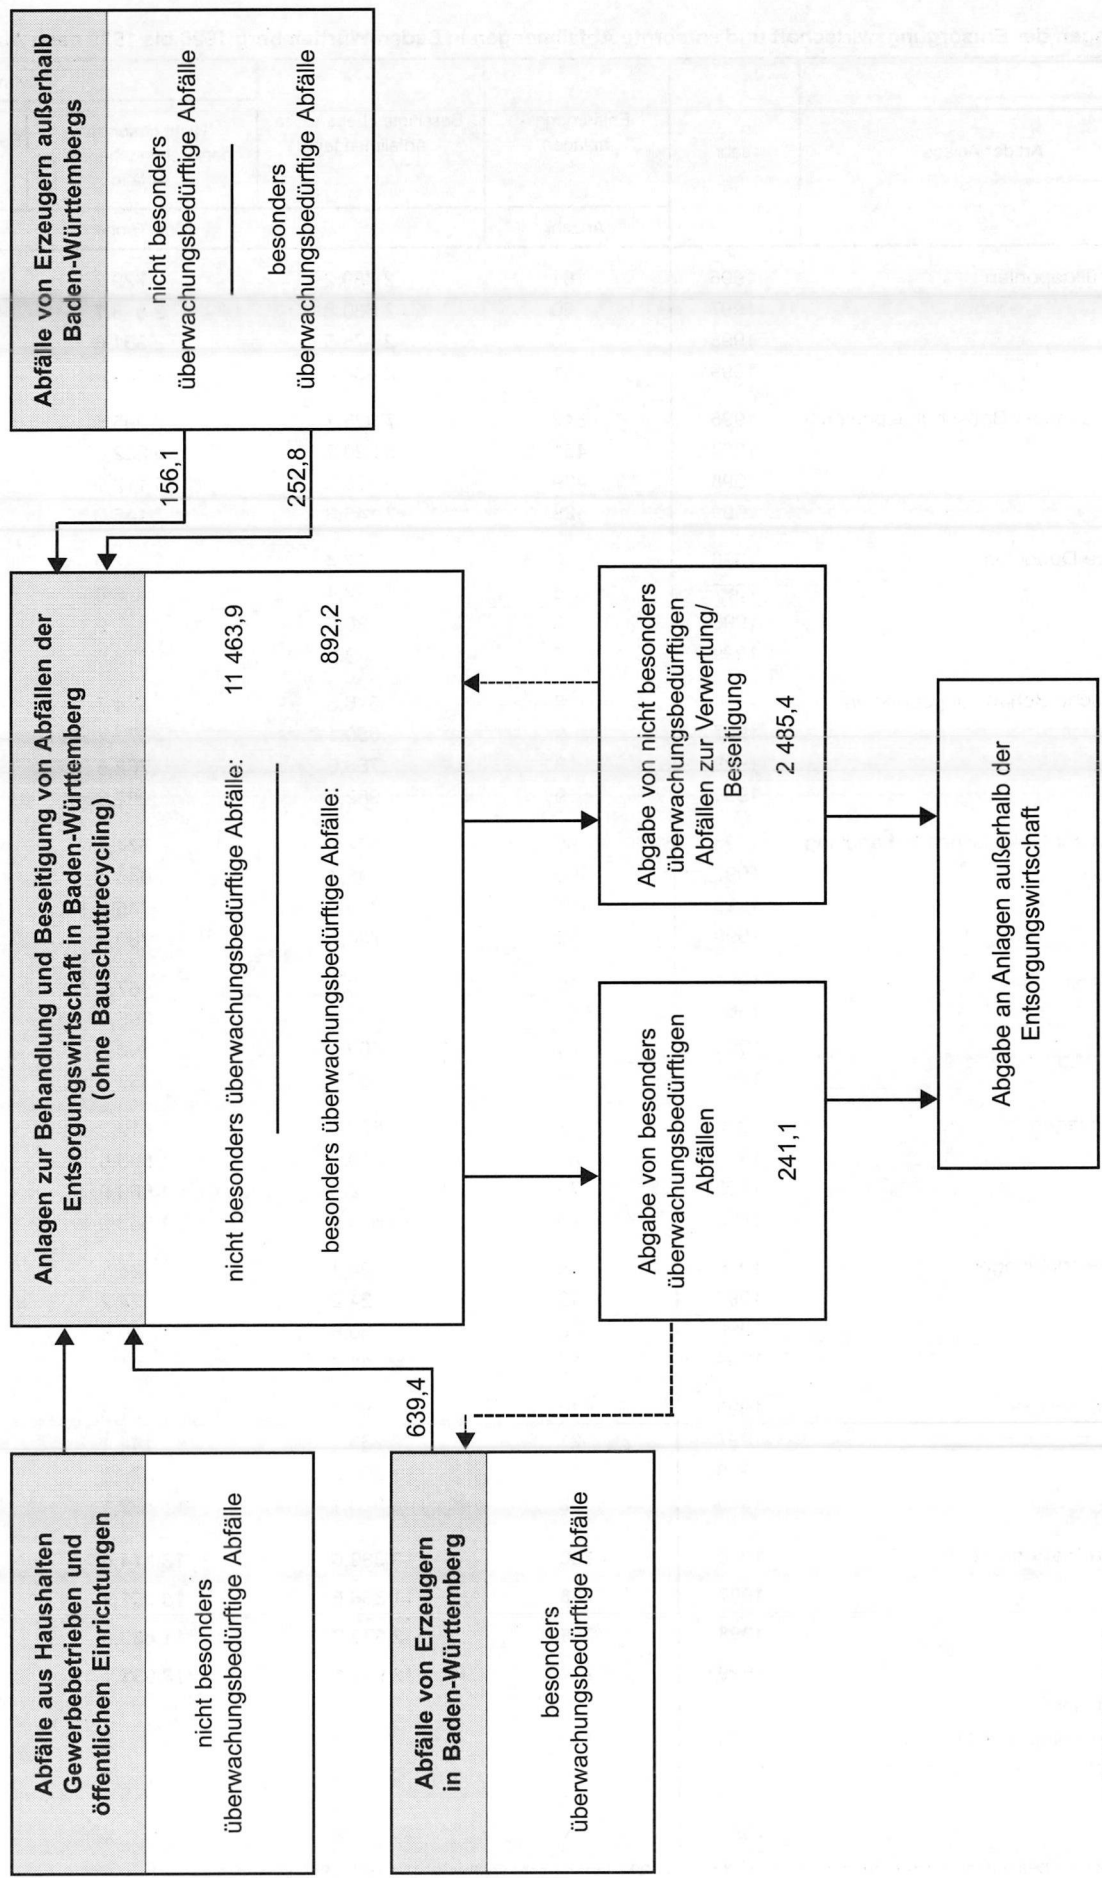 Abfälle aus Haushalten
Gewerbebetrieben und
öffentlichen Einrichtungen
nicht besonders
überwachungsbedürftige Abfälle
Abfälle von Erzeugern
in Baden-Württemberg
besonders
überwachungsbedürftige Abfälle
639,4
Anlagen zur Behandlung und Beseitigung von Abfällen der
Entsorgungswirtschaft in Baden-Württemberg
(ohne Bauschuttrecycling)
nicht besonders überwachungsbedürftige Abfälle: 11 463,9
besonders überwachungsbedürftige Abfälle: 892,2
156,1
252,8
Abfälle von Erzeugern außerhalb
Baden-Württembergs
nicht besonders
überwachungsbedürftige Abfälle
besonders
überwachungsbedürftige Abfälle
Abgabe von besonders
überwachungsbedürftigen
Abfällen
241,1
Abgabe von nicht besonders
überwachungsbedürftigen
Abfällen zur Verwertung/
Beseitigung
2 485,4
Abgabe an Anlagen außerhalb der
Entsorgungswirtschaft